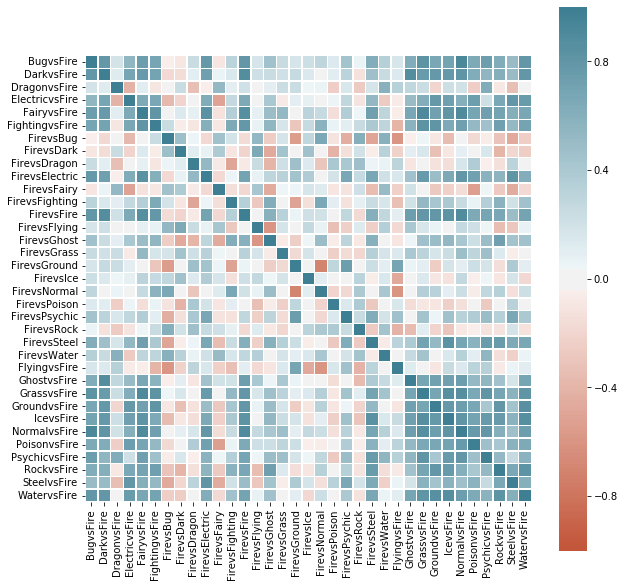 BugvsFire
DarkvsFire
DragonvsFire
ElectricvsFire
FairyvsFire
FightingvsFire
FirevsBug
FirevsDark
FirevsDragon
FirevsElectric
FirevsFairy
FirevsFighting
FirevsFire
FirevsFlying
FirevsGhost
FirevsGrass
FirevsGround
FirevsIce
FirevsNormal
FirevsPoison
FirevsPsychic
FirevsRock
FirevsSteel
FirevsWater
FlyingvsFire
GhostvsFire
GrassvsFire
GroundvsFire
IcevsFire
NormalvsFire
PoisonvsFire
PsychicvsFire
RockvsFire
SteelvsFire
WatervsFire
BugvsFire
DarkvsFire
DragonvsFire
ElectricvsFire
FairyvsFire
FightingvsFire
FirevsBug
FirevsDark
FirevsDragon
FirevsElectric
FirevsFairy
FirevsFighting
FirevsFire
FirevsFlying
FirevsGhost
FirevsGrass
FirevsGround
FirevsIce
FirevsNormal
FirevsPoison
FirevsPsychic
FirevsRock
FirevsSteel
FirevsWater
FlyingvsFire
GhostvsFire
GrassvsFire
GroundvsFire
IcevsFire
NormalvsFire
PoisonvsFire
PsychicvsFire
RockvsFire
SteelvsFire
WatervsFire
0.8
0.4
0.0
−0.4
−0.8